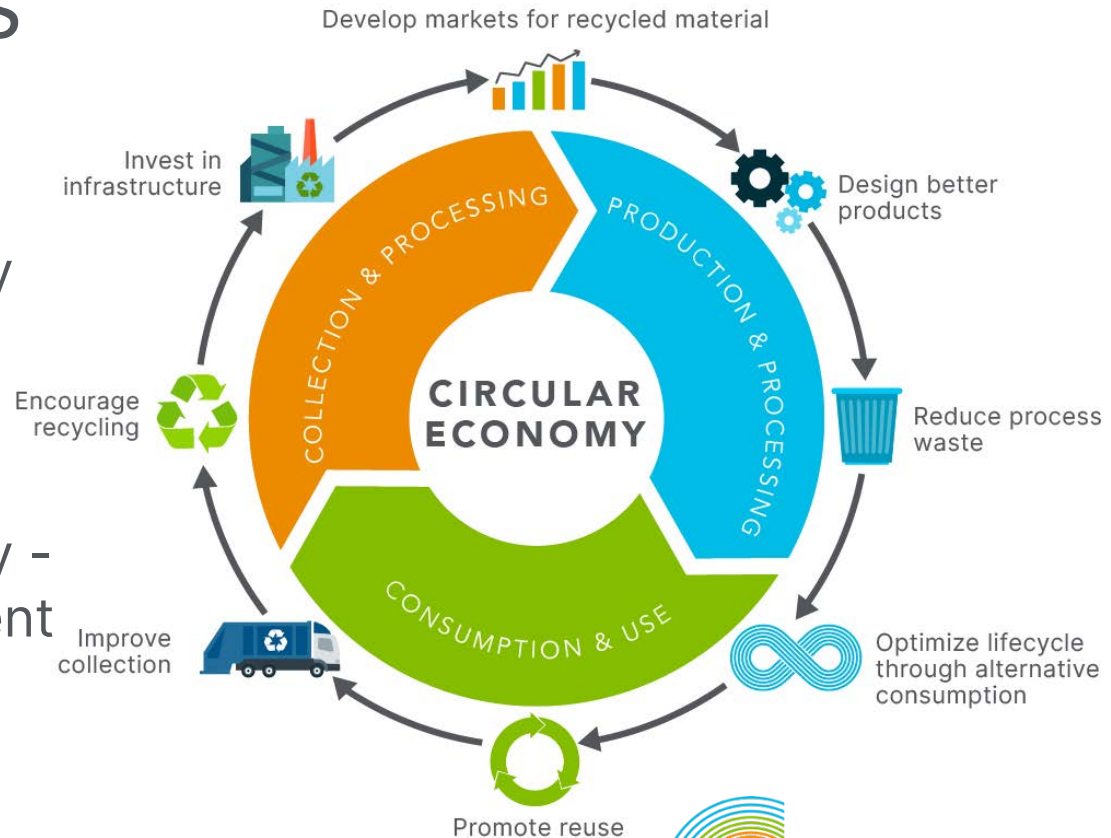 s
Develop markets for recycled material
Invest in
infrastructure
Design better
products
COLLECTION & PROCESSING
PRODUCTION & PROCESSING
y
CIRCULAR
ECONOMY
Encourage
recycling
Reduce process
waste
y -
ent
CONSUMPTION & USE
Improve
collection
Optimize lifecycle
through alternative
consumption
Promote reuse